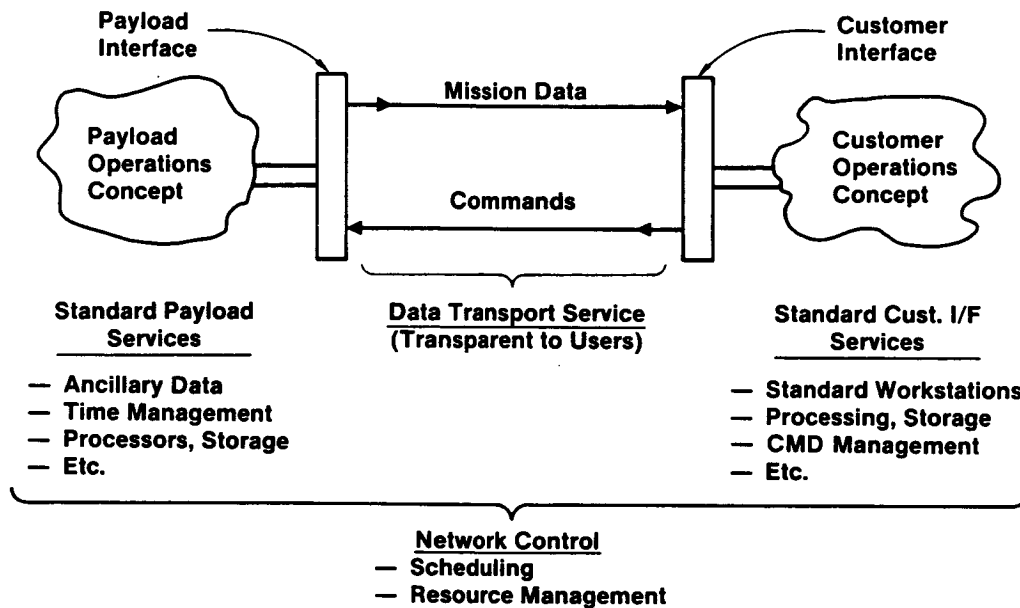 Payload
Interface
Customer
Interface
Mission Data
Payload
Operations
Concept
Customer
Operations
Concept
Commands
Standard Payload
Services
— Ancillary Data
— Time Management
— Processors, Storage
— Etc.
Data Transport Service
(Transparent to Users)
Standard Cust. I/F
Services
— Standard Workstations
— Processing, Storage
— CMD Management
— Etc.
Network Control
— Scheduling
— Resource Management